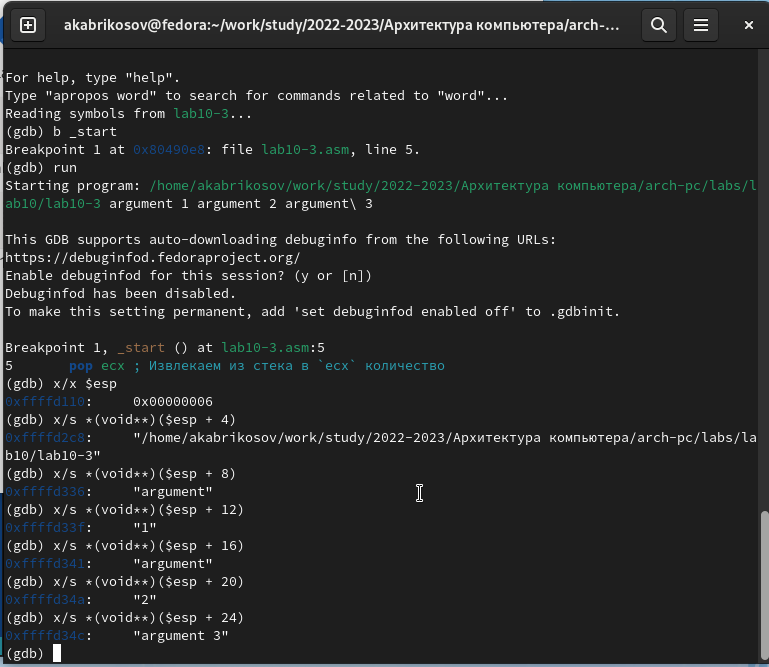 akabrikosov@fedora:~/work/study/2022-2023/Архитектура компьютера/arch-...
For help, type "help".
Type "apropos word" to search for commands related to "word"...
Reading symbols from lab10-3...
(gdb) b _start
Breakpoint 1 at 0x80490e8: file lab10-3.asm, line 5.
(gdb) run
Starting program: /home/akabrikosov/work/study/2022-2023/Архитектура компьютера/arch-pc/labs/l
ab10/lab10-3 argument 1 argument 2 argument\ 3
This GDB supports auto-downloading debuginfo from the following URLs:
https://debuginfod.fedoraproject.org/
Enable debuginfod for this session? (y or [n])
Debuginfod has been disabled.
To make this setting permanent, add 'set debuginfod enabled off' to .gdbinit.
Breakpoint 1, _start () at lab10-3.asm:5
5       pop ecx ; Извлекаем из стека в `ecx` количество
(gdb) x/x $esp
0xffffd110:     0x00000006
(gdb) x/s *(void**)($esp + 4)
0xffffd2c8:     "/home/akabrikosov/work/study/2022-2023/Архитектура компьютера/arch-pc/labs/la
b10/lab10-3"
(gdb) x/s *(void**)($esp + 8)
0xffffd336:     "argument"
(gdb) x/s *(void**)($esp + 12)
0xffffd33f:     "1"
(gdb) x/s *(void**)($esp + 16)
0xffffd341:     "argument"
(gdb) x/s *(void**)($esp + 20)
0xffffd34a:     "2"
(gdb) x/s *(void**)($esp + 24)
0xffffd34c:     "argument 3"
(gdb)